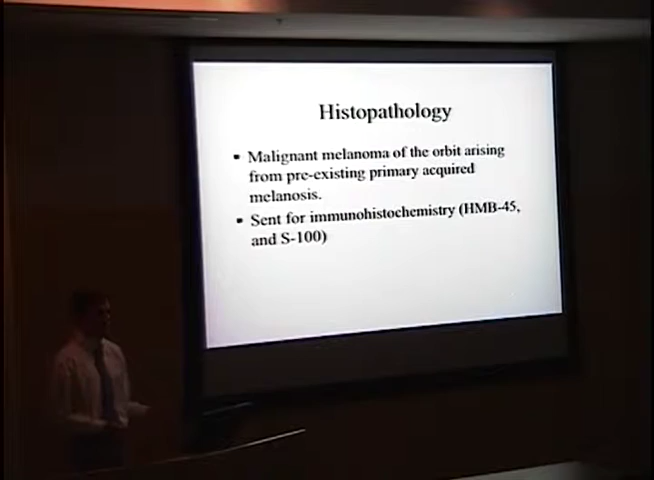 Histopathology
▪ Malignant melanoma of the orbit arising
from pre-existing primary acquired
melanosis.
▪ Sent for immunohistochemistry (HMB-45,
and S-100)